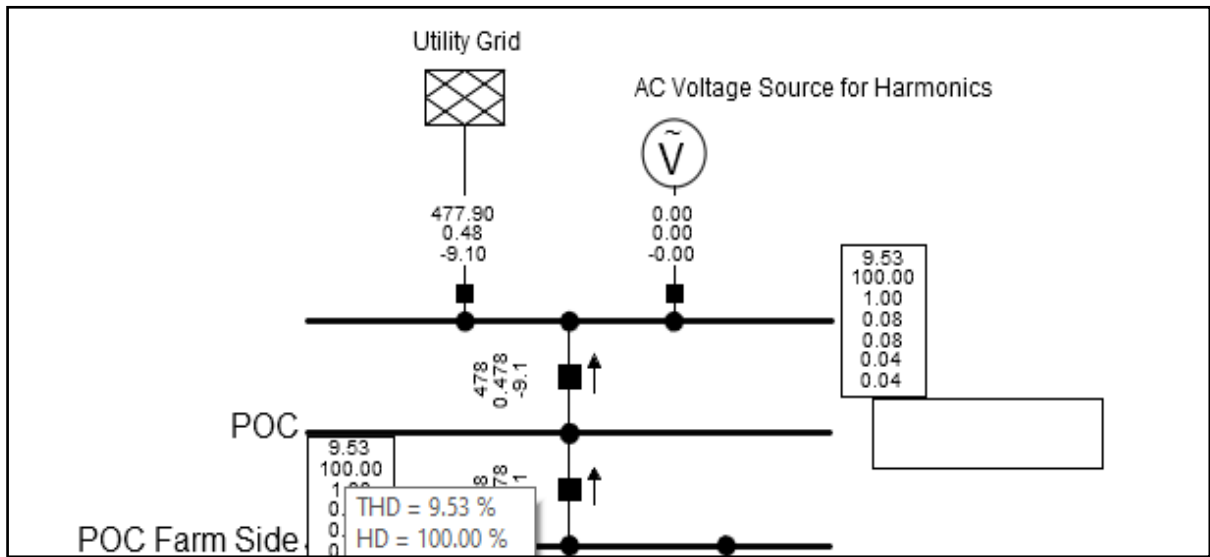 Utility Grid
AC Voltage Source for Harmonics
~
V
477.90
0.48
-9.10
0.00
0.00
-0.00
9.53
100.00
1.00
0.08
0.08
0.04
0.04
478
0.478
-9.1
POC
9.53
100.00
THD = 9.53 %
HD = 100.00 %
POC Farm Side